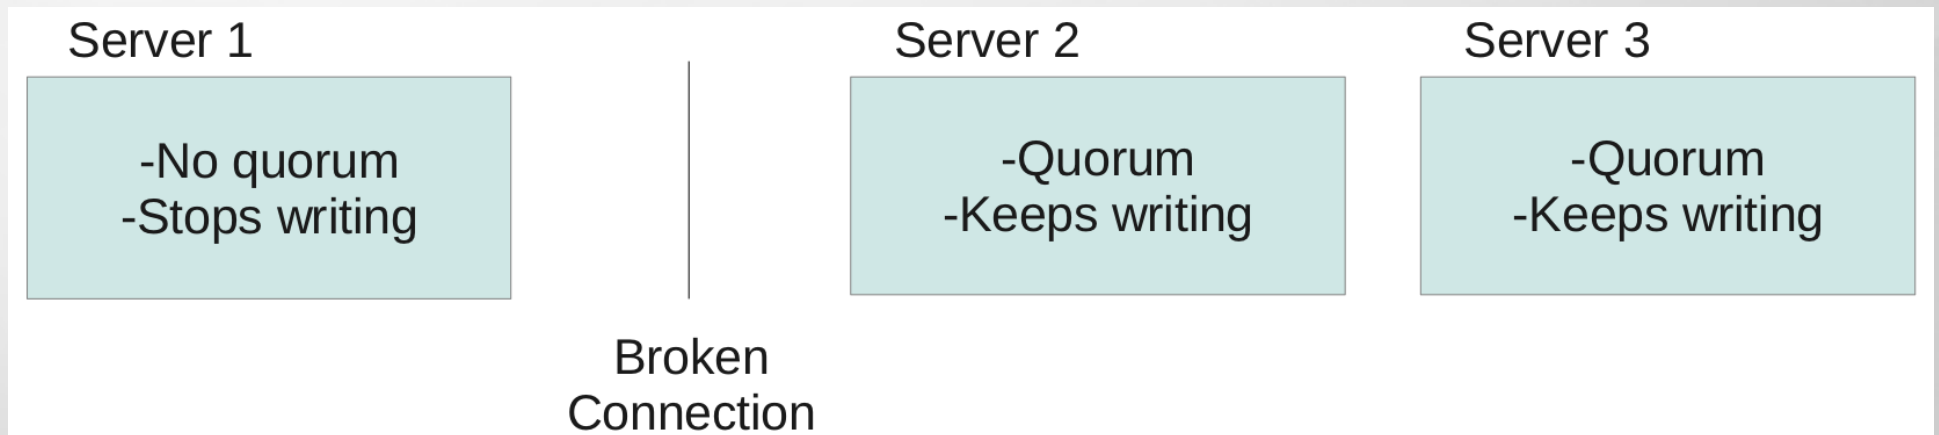 Server 1
Server 2
Server 3
-No quorum
-Stops writing
-Quorum
-Keeps writing
-Quorum
-Keeps writing
Broken
Connection